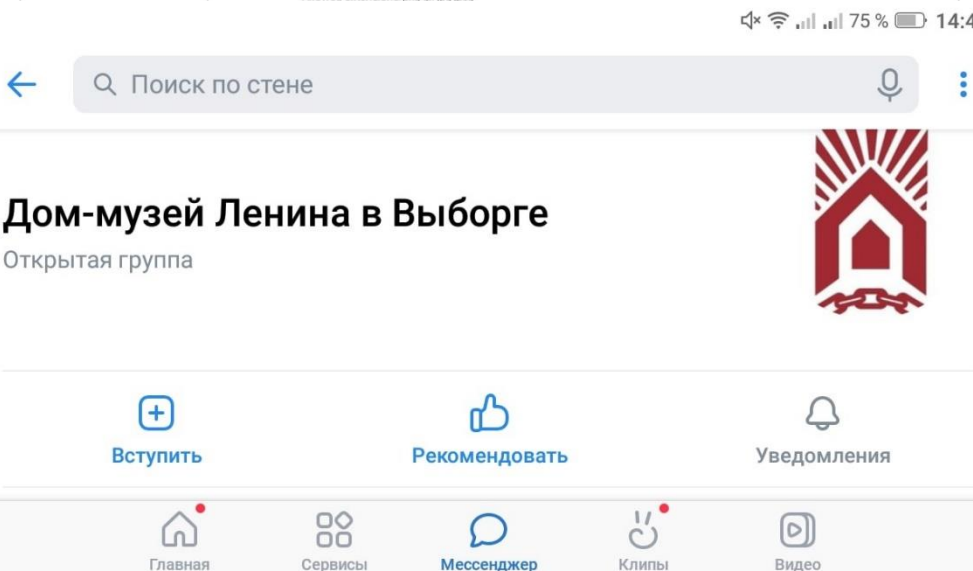 75 % 14:4
Поиск по стене
Дом-музей Ленина в Выборге
Открытая группа
Вступить Рекомендовать Уведомления
Главная Сервисы Мессенджер Клипы Видео